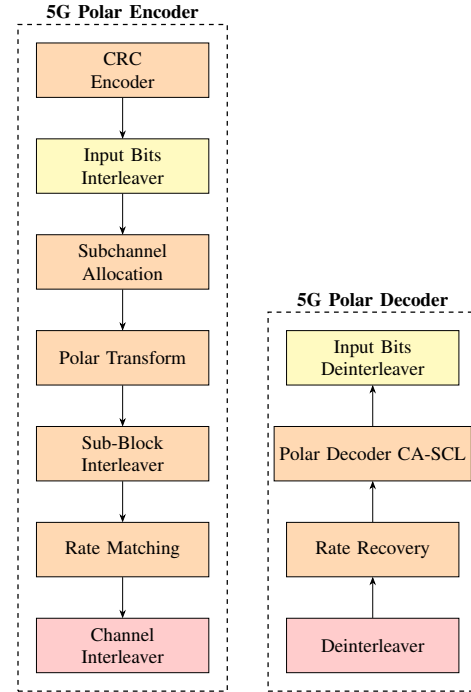 5G Polar Encoder
CRC
Encoder
Input Bits
Interleaver
Subchannel
Allocation
Polar Transform
Sub-Block
Interleaver
Rate Matching
Channel
Interleaver
5G Polar Decoder
Input Bits
Deinterleaver
Polar Decoder CA-SCL
Rate Recovery
Deinterleaver